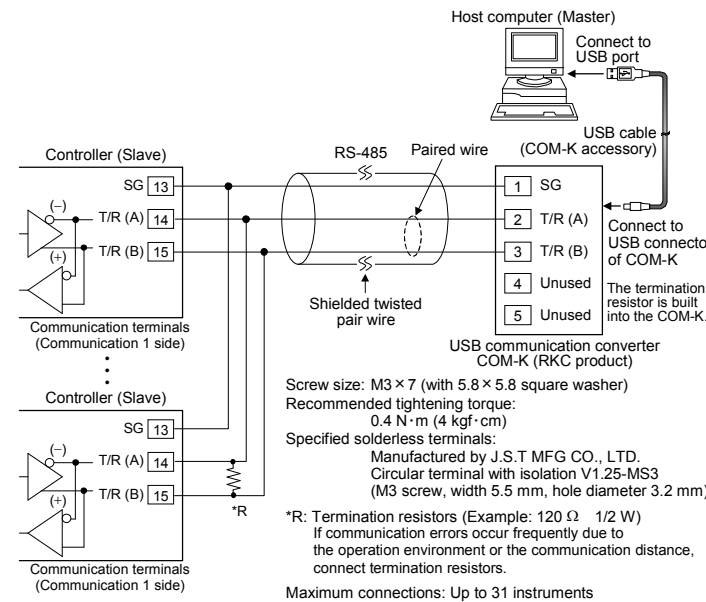 Host computer (Master)
Connect to
USB port
USB cable
(COM-K accessory)
Controller (Slave)
RS-485
Paired wire
SG 13
1 SG
(−)
T/R (A) 14
2 T/R (A)
Connect to
USB connecto
of COM-K
T/R (B) 15
3 T/R (B)
(+)
4 Unused
The termination
resistor is built
into the COM-K.
5 Unused
Shielded twisted
pair wire
Communication terminals
(Communication 1 side)
USB communication converter
COM-K (RKC product)
Controller (Slave)
SG 13
(−)
T/R (A) 14
T/R (B) 15
(+)
*R
Communication terminals
(Communication 1 side)
Screw size: M3×7 (with 5.8×5.8 square washer)
Recommended tightening torque:
0.4 N·m (4 kgf·cm)
Specified solderless terminals:
Manufactured by J.S.T MFG CO., LTD.
Circular terminal with isolation V1.25-MS3
(M3 screw, width 5.5 mm, hole diameter 3.2 mm)
*R: Termination resistors (Example: 120 Ω 1/2 W)
If communication errors occur frequently due to
the operation environment or the communication distance,
connect termination resistors.
Maximum connections: Up to 31 instruments